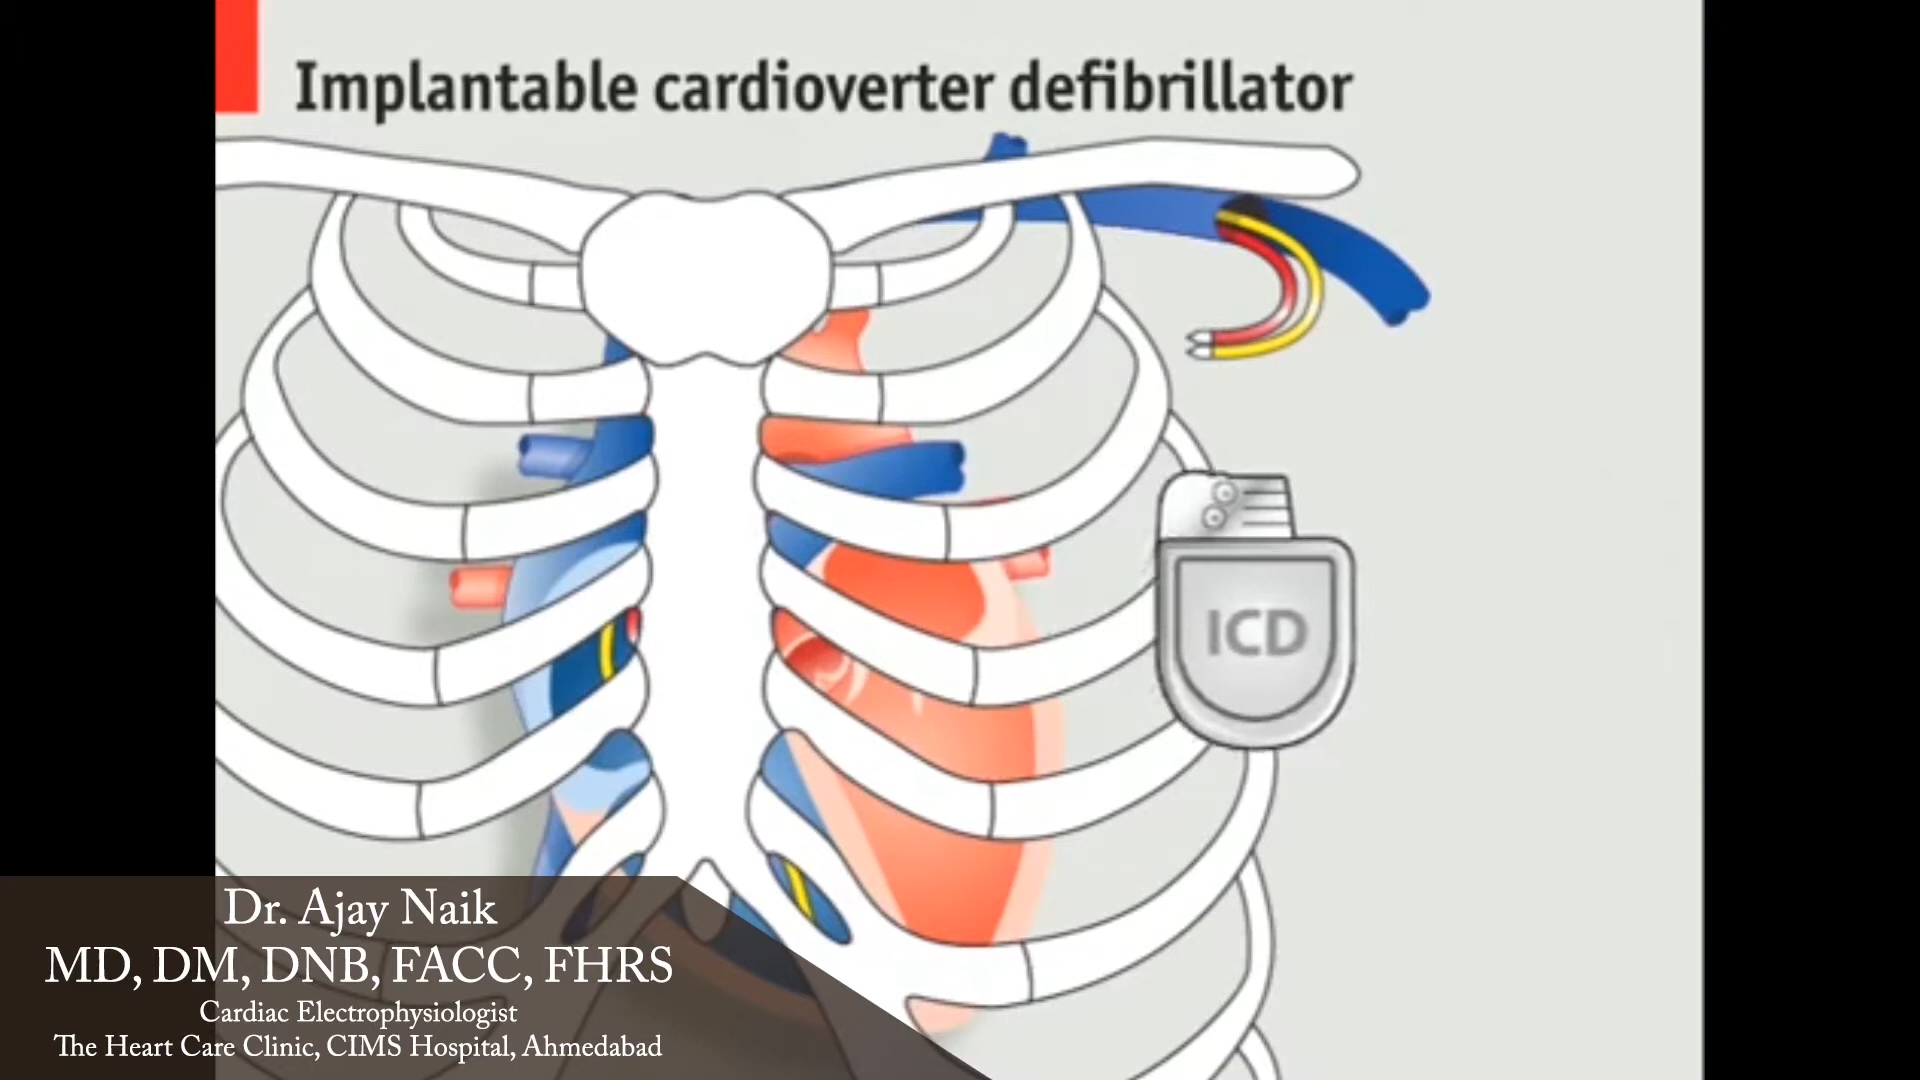 Implantable cardioverter defibrillator
ICD
Dr. Ajay Naik
MD, DM, DNB, FACC, FHRS
Cardiac Electrophysiologist
The Heart Care Clinic, CIMS Hospital, Ahmedabad